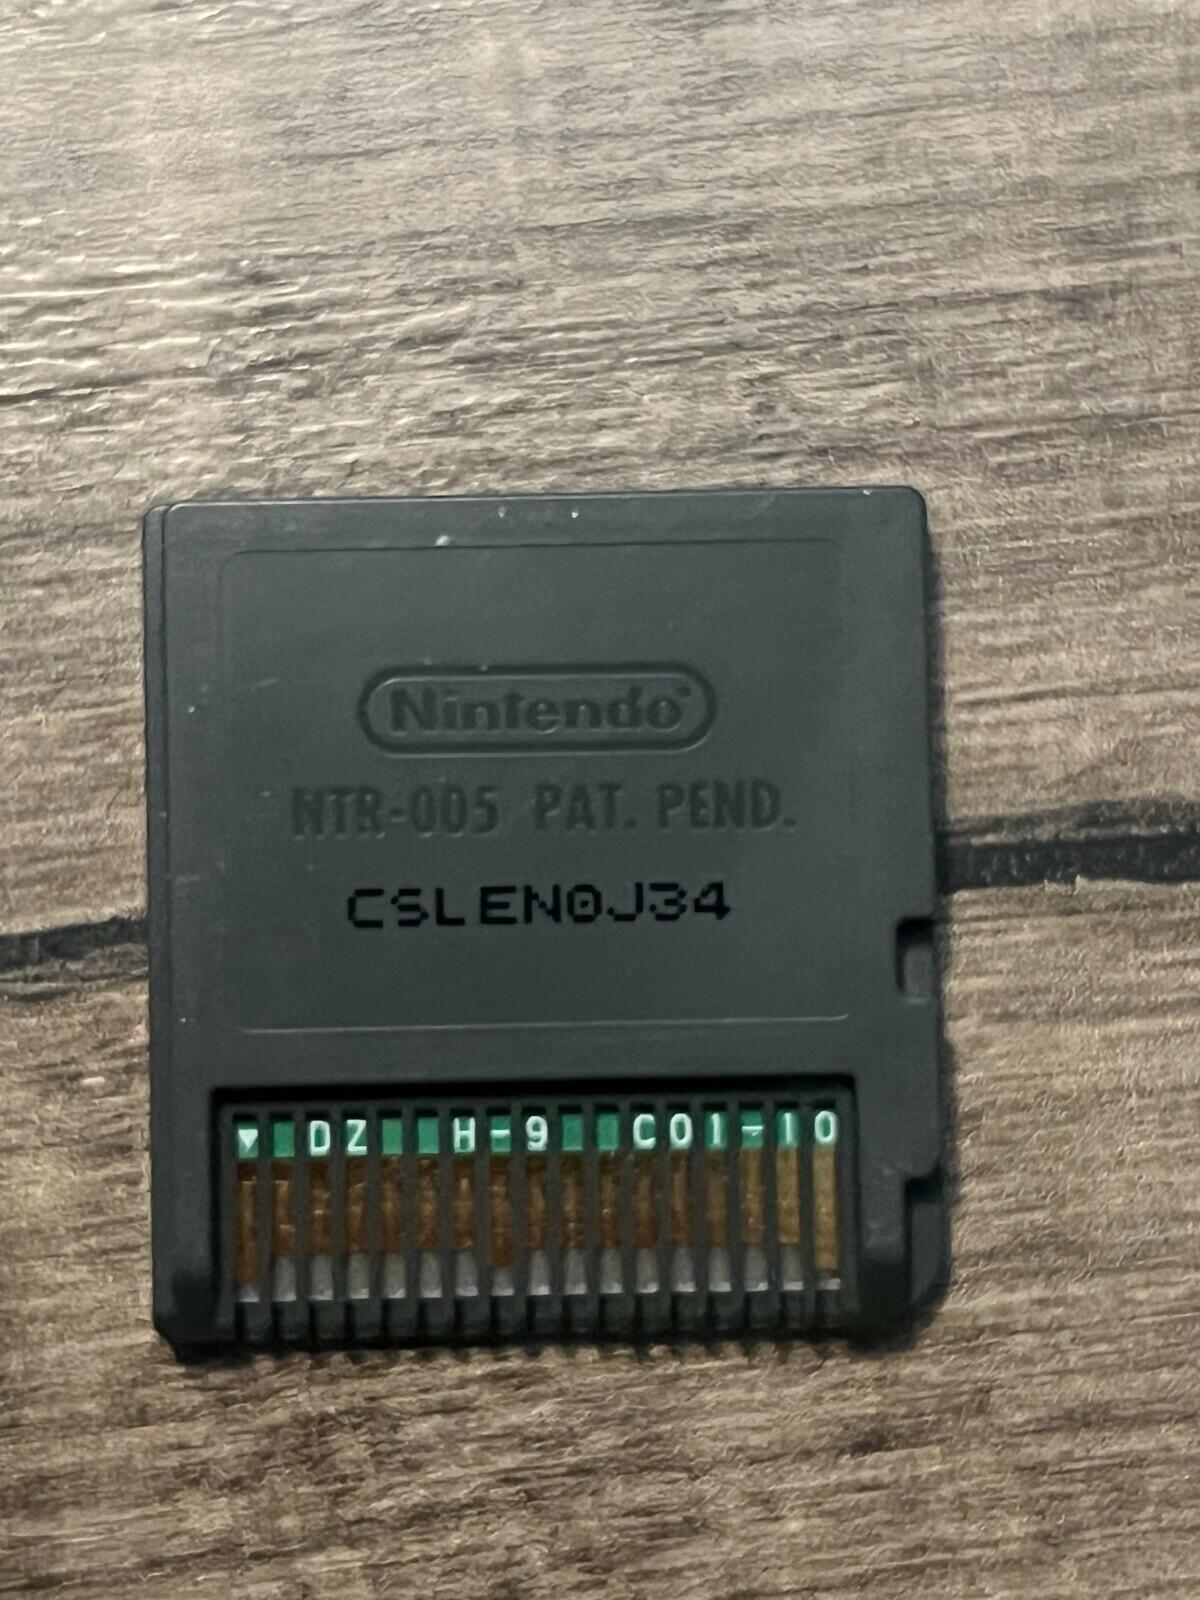 Nintendo
NTR-005 PAT. PEND.
CSLEN0J34
DZ H-9 C01-10